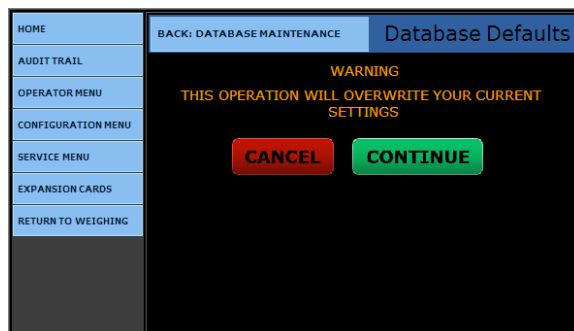 HOME
AUDIT TRAIL
OPERATOR MENU
CONFIGURATION MENU
SERVICE MENU
EXPANSION CARDS
RETURN TO WEIGHING
BACK: DATABASE MAINTENANCE
Database Defaults
WARNING
THIS OPERATION WILL OVERWRITE YOUR CURRENT
SETTINGS
CANCEL
CONTINUE